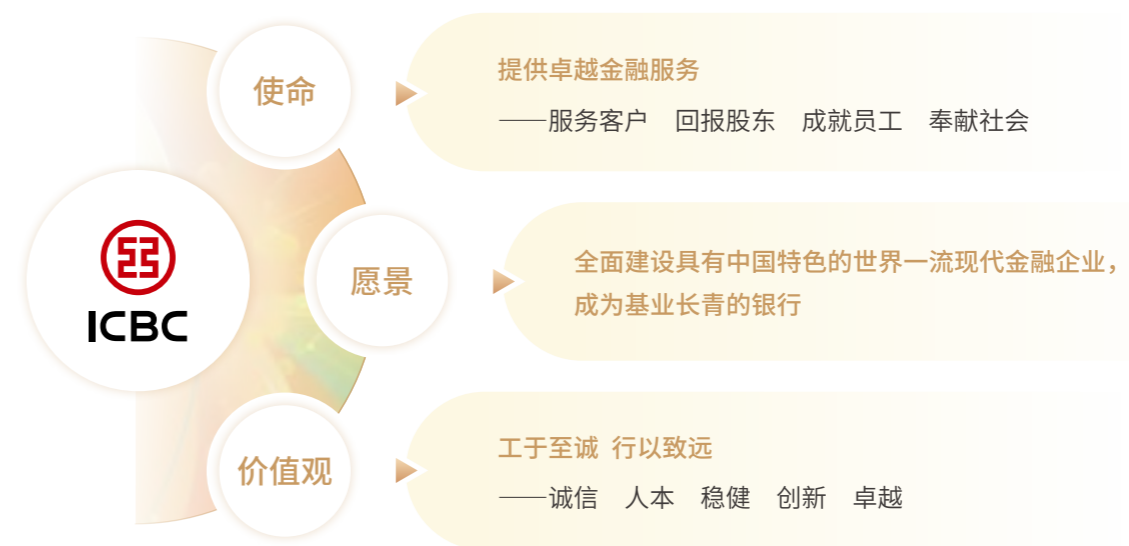 使命
提供卓越金融服务
——服务客户 回报股东 成就员工 奉献社会
ICBC
愿景
全面建设具有中国特色的世界一流现代金融企业，
成为基业长青的银行
价值观
工于至诚 行以致远
——诚信 人本 稳健 创新 卓越